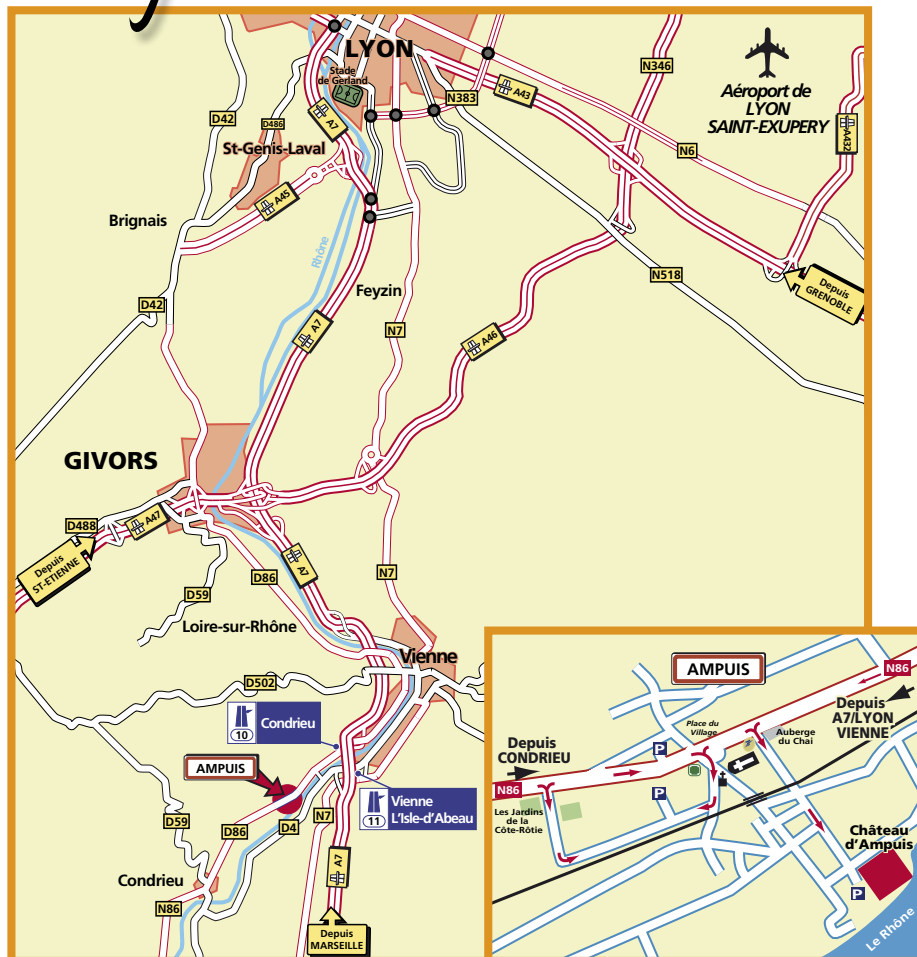 LYON
Stade
de Gerland
N346
Aéroport de
LYON
SAINT-EXUPERY
N383
A43
A7
D42
D486
A432
St-Genis-Laval
N6
A45
Brignais
Rhône
N518
Depuis
GRENOBLE
Feyzin
D42
A7
N7
A46
GIVORS
D488
A47
Depuis
ST-ETIENNE
A7
D86
N7
D59
Loire-sur-Rhône
Vienne
D502
10
Condrieu
AMPUIS
11
Vienne
L'Isle-d'Abeau
D59
D86
D4
N7
A7
Condrieu
N86
Depuis
MARSEILLE
AMPUIS
N86
Depuis
A7/LYON
VIENNE
Place du
Village
Auberge
du Chai
Depuis
CONDRIEU
P
N86
P
Les Jardins
de la
Côte-Rôtie
Château
d'Ampuis
P
Le Rhône